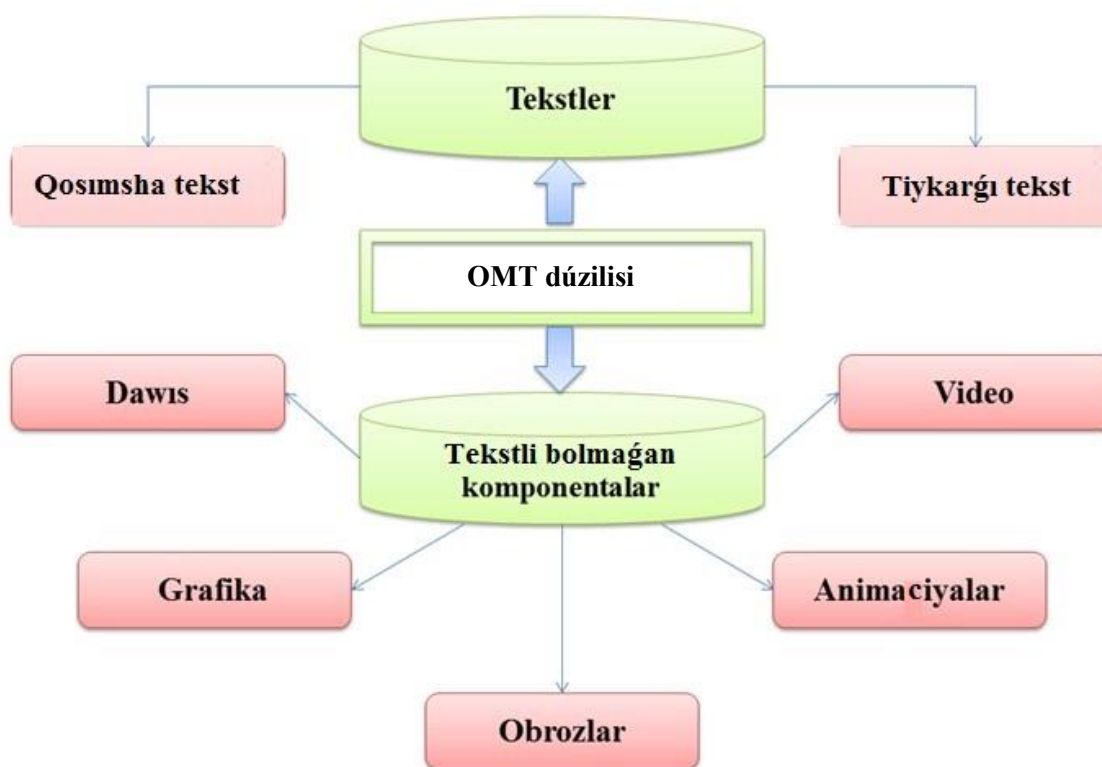 Tekstler
Qosımsha tekst
Tiykarǵı tekst
OMT dúzilisi
Dawıs
Video
Tekstli bolmaǵan
komponentalar
Grafika
Animaciyalar
Obrozlar